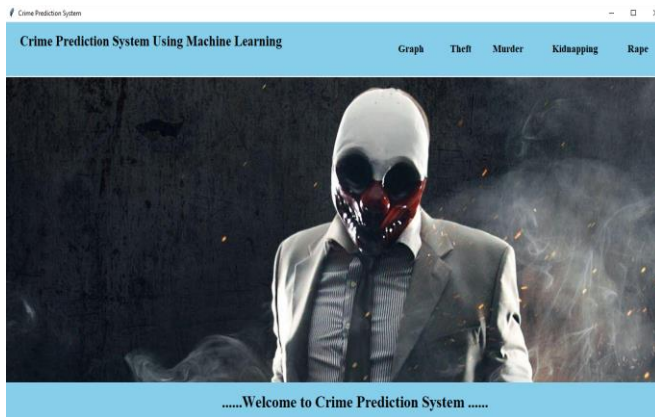 Crime Prediction System
Crime Prediction System Using Machine Learning
Graph Theft Murder Kidnapping Rape
......Welcome to Crime Prediction System ......